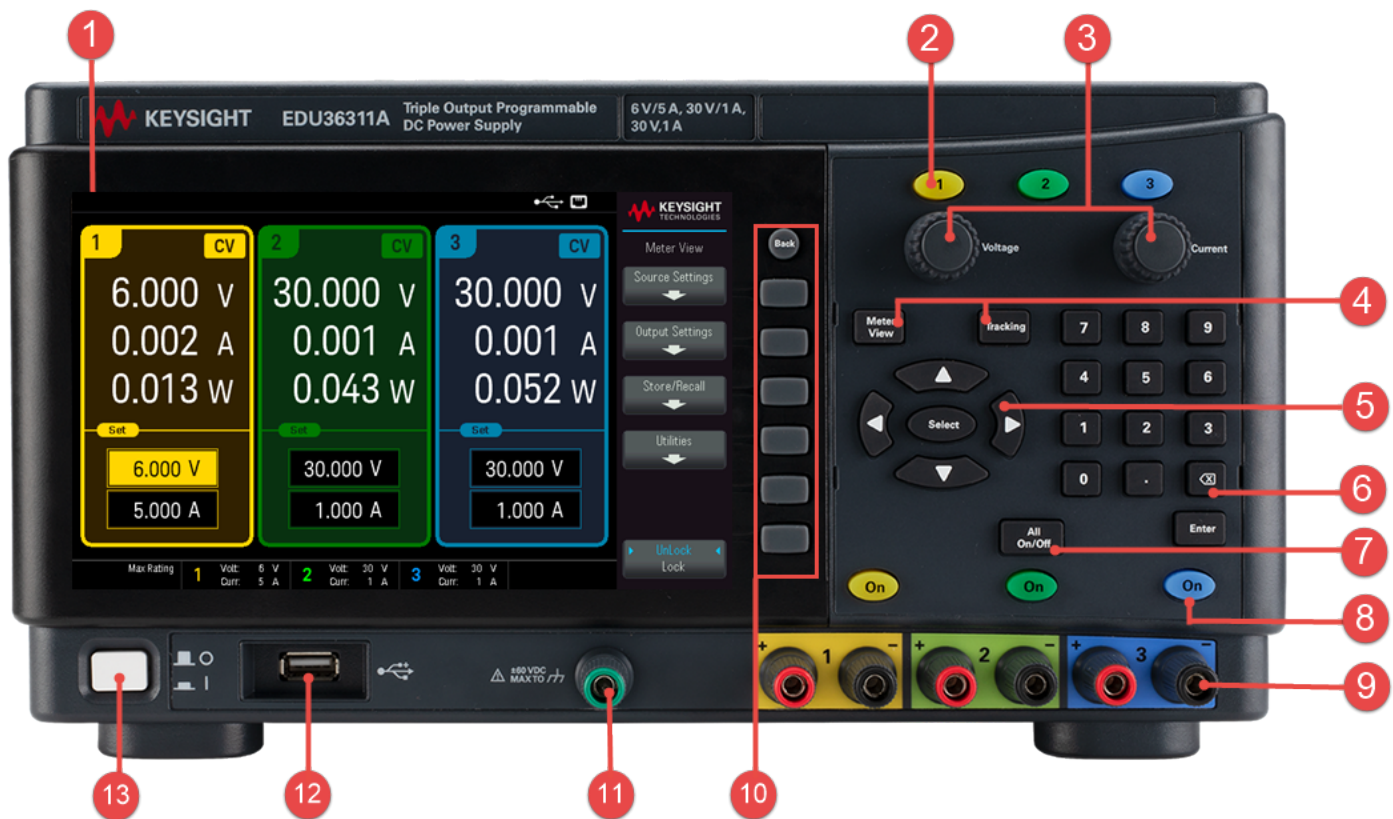 1
2
3
KEYSIGHT EDU36311A Triple Output Programmable DC Power Supply 6 V/5 A, 30 V/1 A, 30 V,1 A
1 2 3
KEYSIGHT TECHNOLOGIES
Voltage
Current
Back
Meter View
Source Settings
Output Settings
Store/Recall
Utilities
UnLock
Lock
1 CV
6.000 V
0.002 A
0.013 W
Set
6.000 V
5.000 A
2 CV
30.000 V
0.001 A
0.043 W
Set
30.000 V
1.000 A
3 CV
30.000 V
0.001 A
0.052 W
Set
30.000 V
1.000 A
Max Rating 1 Volt: 6 V 2 Volt: 30 V 3 Volt: 30 V
Curr: 5 A Curr: 1 A Curr: 1 A
Meter View
Tracking
4
7 8 9
4 5 6
Select
5
1 2 3
0 .
6
All On/Off
Enter
7
On On On
8
±60 VDC
MAX TO
+ 1 - + 2 - + 3 -
9
13
12
11
10